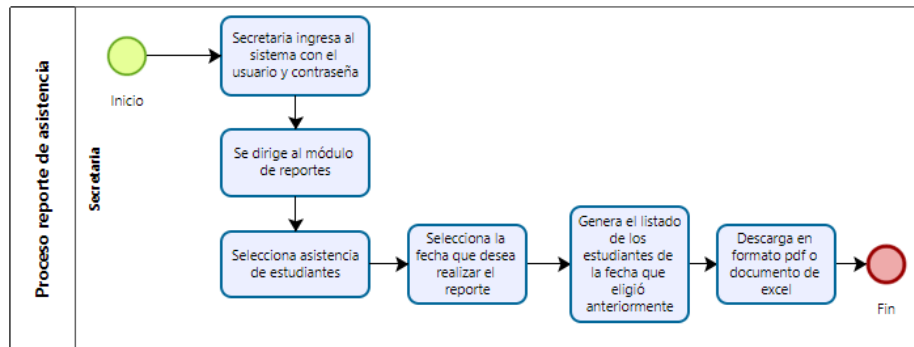 Proceso reporte de asistencia
Secretaria
Inicio
Secretaria ingresa al
sistema con el
usuario y contraseña
Se dirige al módulo
de reportes
Selecciona asistencia
de estudiantes
Selecciona la
fecha que desea
realizar el
reporte
Genera el listado
de los
estudiantes de
la fecha que
eligió
anteriormente
Descarga en
formato pdf o
documento de
excel
Fin